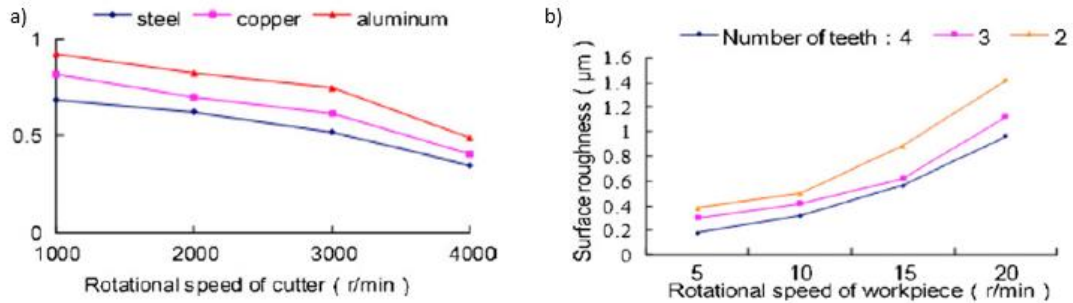 a)
steel copper aluminum
1
0.5
0
1000 2000 3000 4000
Rotational speed of cutter ( r/min )
b)
Number of teeth : 4 3 2
Surface roughness ( μm )
1.6
1.4
1.2
1
0.8
0.6
0.4
0.2
0
5 10 15 20
Rotational speed of workpiece ( r/min )